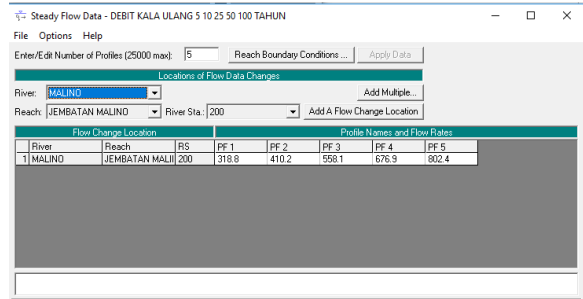 Steady Flow Data - DEBIT KALA ULANG 5 10 25 50 100 TAHUN
File Options Help
Enter/Edit Number of Profiles (25000 max): 5 Reach Boundary Conditions ... Apply Data
Locations of Flow Data Changes
River: MALINO Add Multiple...
Reach: JEMBATAN MALINO River Sta.: 200 Add A Flow Change Location
Flow Change Location Profile Names and Flow Rates
River Reach RS PF 1 PF 2 PF 3 PF 4 PF 5
1 MALINO JEMBATAN MALII 200 318.8 410.2 558.1 676.9 802.4